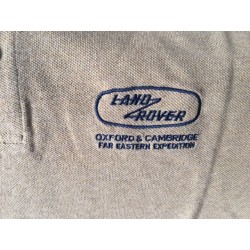 LAND
ROVER
OXFORD & CAMBRIDGE
FAR EASTERN EXPEDITION